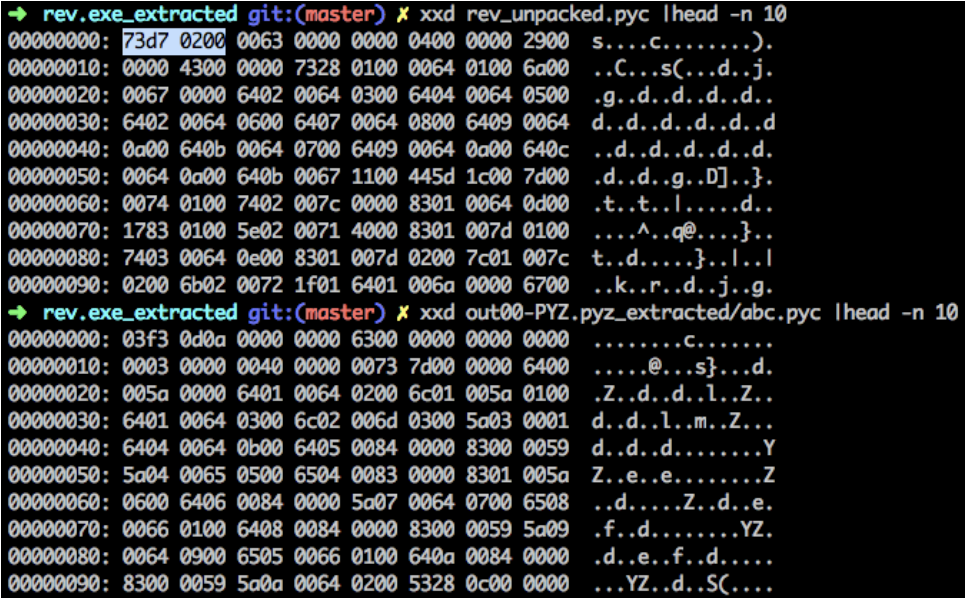 ➜ rev.exe_extracted git:(master) ✗ xxd rev_unpacked.pyc |head -n 10
00000000: 73d7 0200 0063 0000 0000 0400 0000 2900  s....c........).
00000010: 0000 4300 0000 7328 0100 0064 0100 6a00  ..C...s(...d..j.
00000020: 0067 0000 6402 0064 0300 6404 0064 0500  .g..d..d..d..d..
00000030: 6402 0064 0600 6407 0064 0800 6409 0064  d..d..d..d..d..d
00000040: 0a00 640b 0064 0700 6409 0064 0a00 640c  ..d..d..d..d..d.
00000050: 0064 0a00 640b 0067 1100 445d 1c00 7d00  .d..d..g..D]..}.
00000060: 0074 0100 7402 007c 0000 8301 0064 0d00  .t..t..|.....d..
00000070: 1783 0100 5e02 0071 4000 8301 007d 0100  ....^..q@....}..
00000080: 7403 0064 0e00 8301 007d 0200 7c01 007c  t..d.....}..|..|
00000090: 0200 6b02 0072 1f01 6401 006a 0000 6700  ..k..r..d..j..g.
➜ rev.exe_extracted git:(master) ✗ xxd out00-PYZ.pyz_extracted/abc.pyc |head -n 10
00000000: 03f3 0d0a 0000 0000 6300 0000 0000 0000  ........c.......
00000010: 0003 0000 0040 0000 0073 7d00 0000 6400  .....@...s}...d.
00000020: 005a 0000 6401 0064 0200 6c01 005a 0100  .Z..d..d..l..Z..
00000030: 6401 0064 0300 6c02 006d 0300 5a03 0001  d..d..l..m..Z...
00000040: 6404 0064 0b00 6405 0084 0000 8300 0059  d..d..d........Y
00000050: 5a04 0065 0500 6504 0083 0000 8301 005a  Z..e..e........Z
00000060: 0600 6406 0084 0000 5a07 0064 0700 6508  ..d.....Z..d..e.
00000070: 0066 0100 6408 0084 0000 8300 0059 5a09  .f..d........YZ.
00000080: 0064 0900 6505 0066 0100 640a 0084 0000  .d..e..f..d.....
00000090: 8300 0059 5a0a 0064 0200 5328 0c00 0000  ...YZ..d..S(....